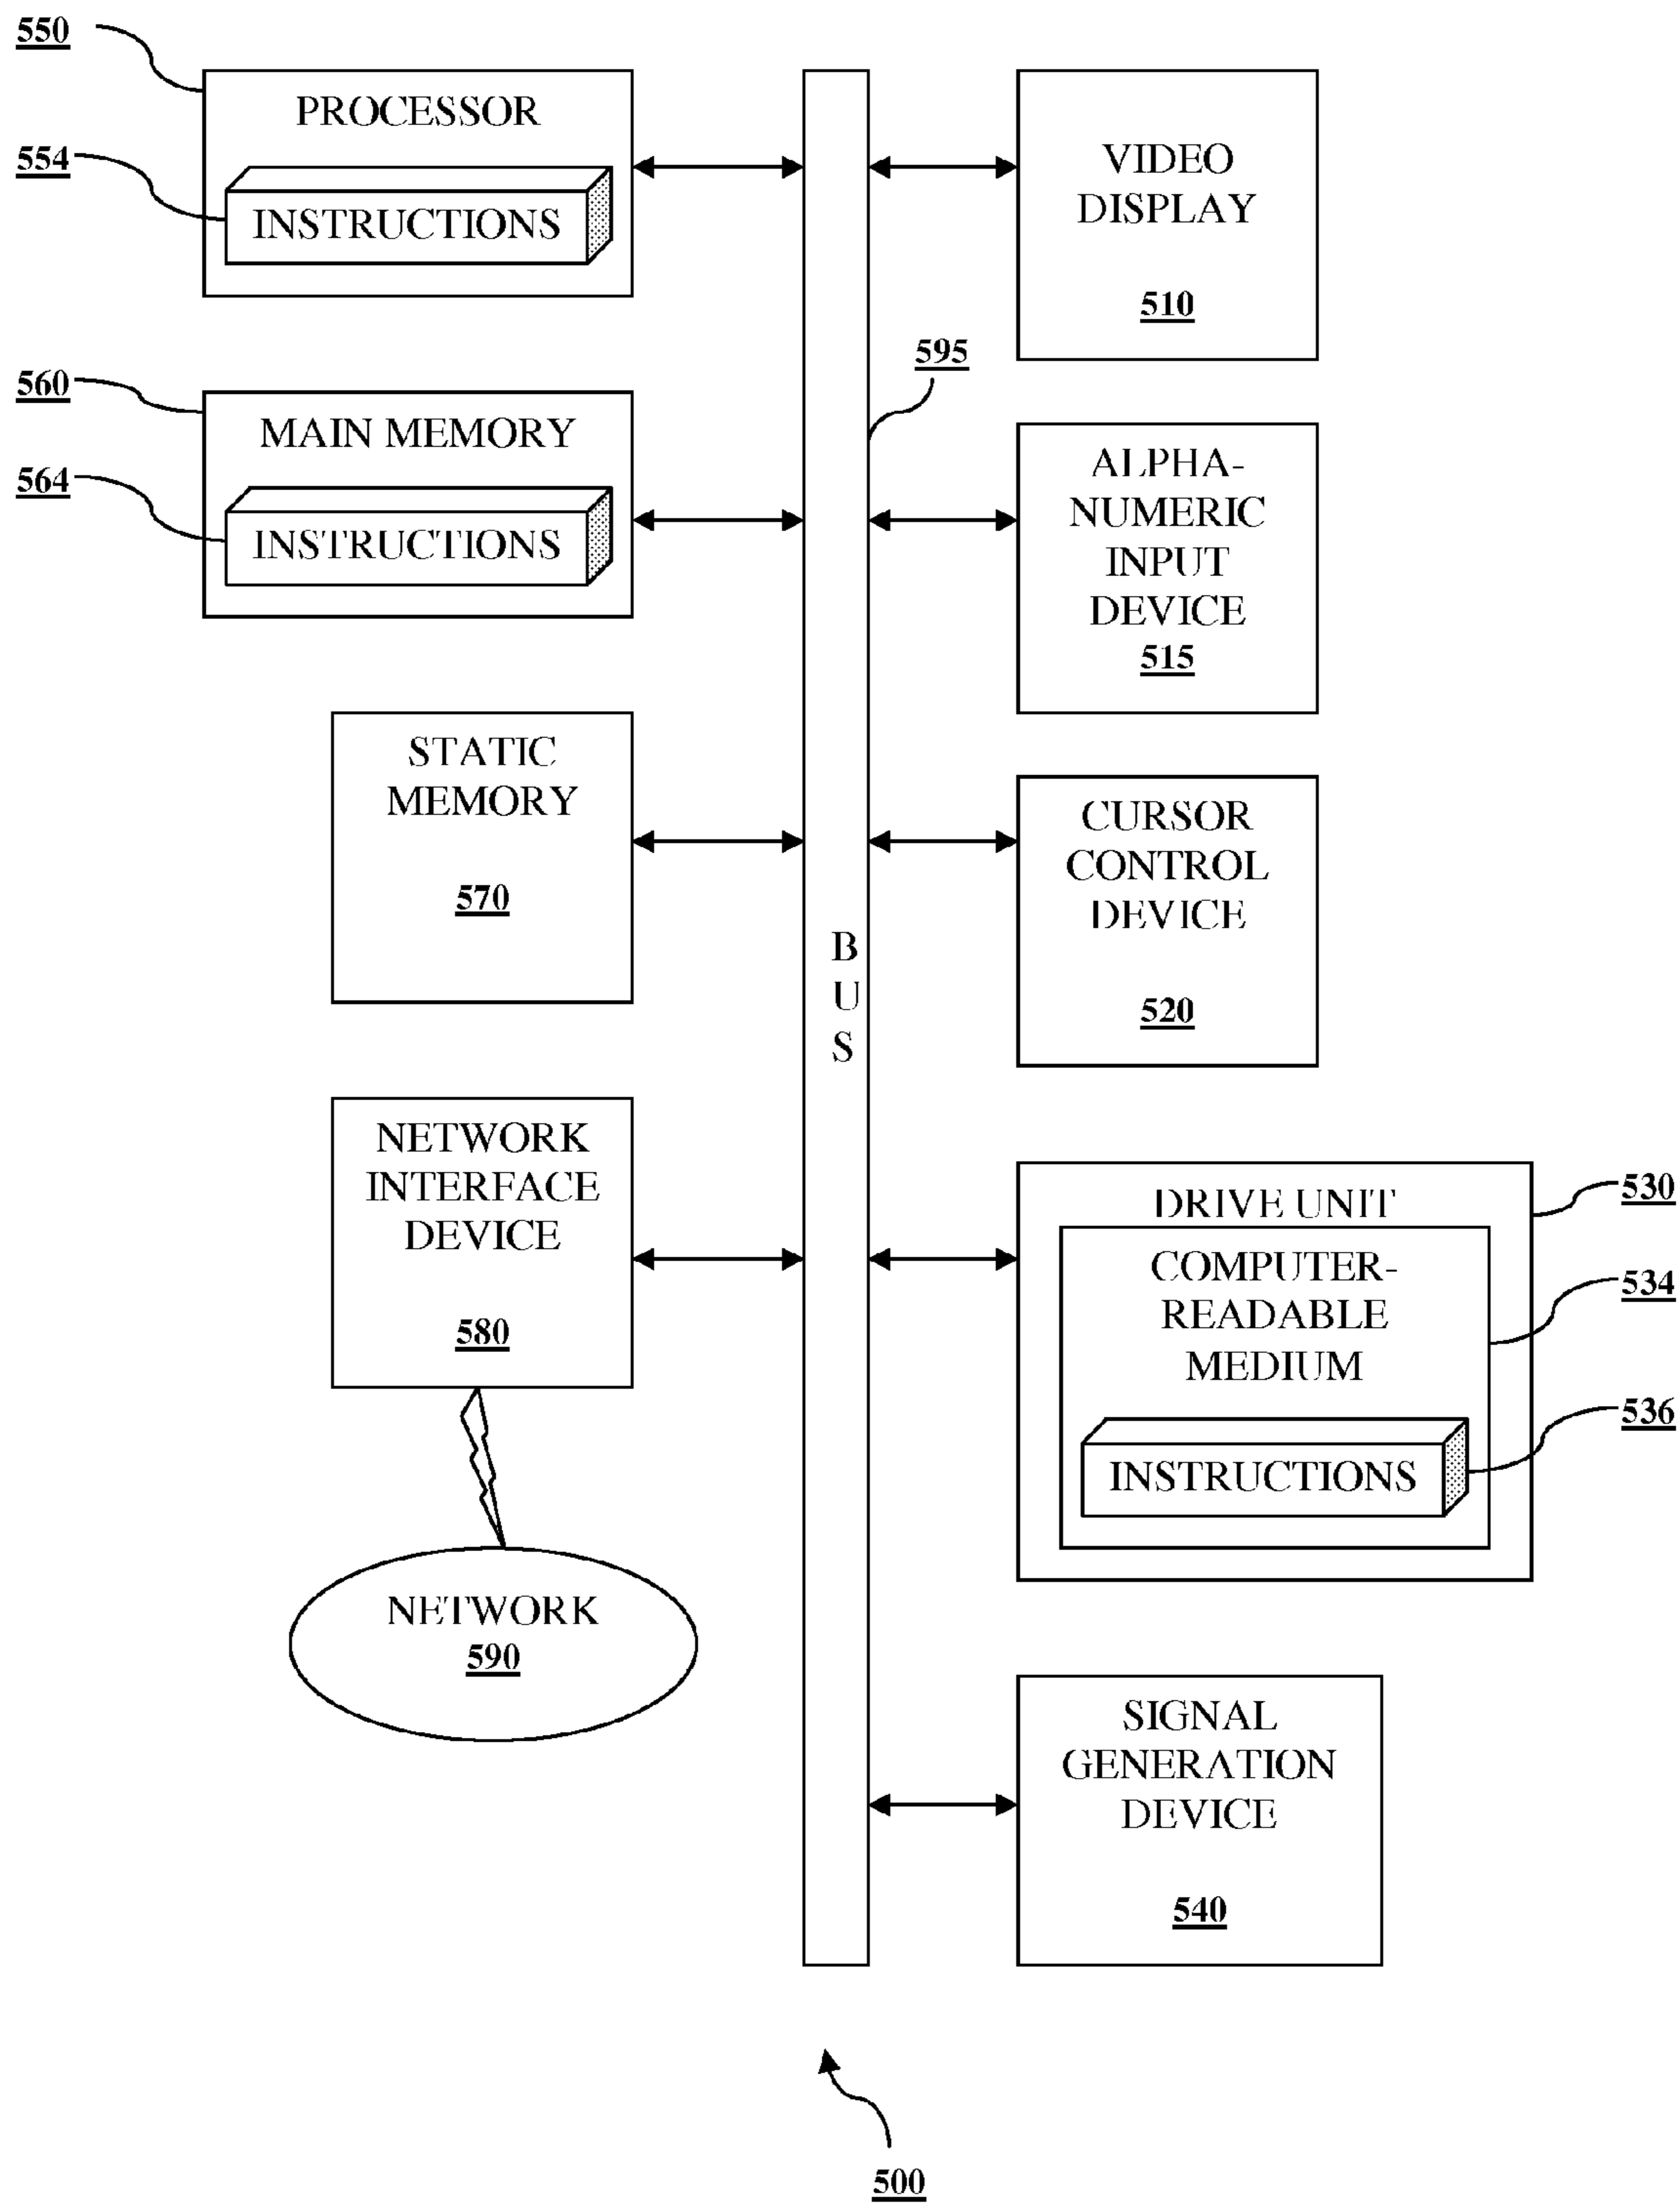 550
PROCESSOR
554
INSTRUCTIONS
560
MAIN MEMORY
564
INSTRUCTIONS
STATIC
MEMORY
570
NETWORK
INTERFACE
DEVICE
580
NETWORK
590
B
U
S
595
VIDEO
DISPLAY
510
ALPHA-
NUMERIC
INPUT
DEVICE
515
CURSOR
CONTROL
DEVICE
520
DRIVE UNIT
530
COMPUTER-
READABLE
MEDIUM
534
INSTRUCTIONS
536
SIGNAL
GENERATION
DEVICE
540
500